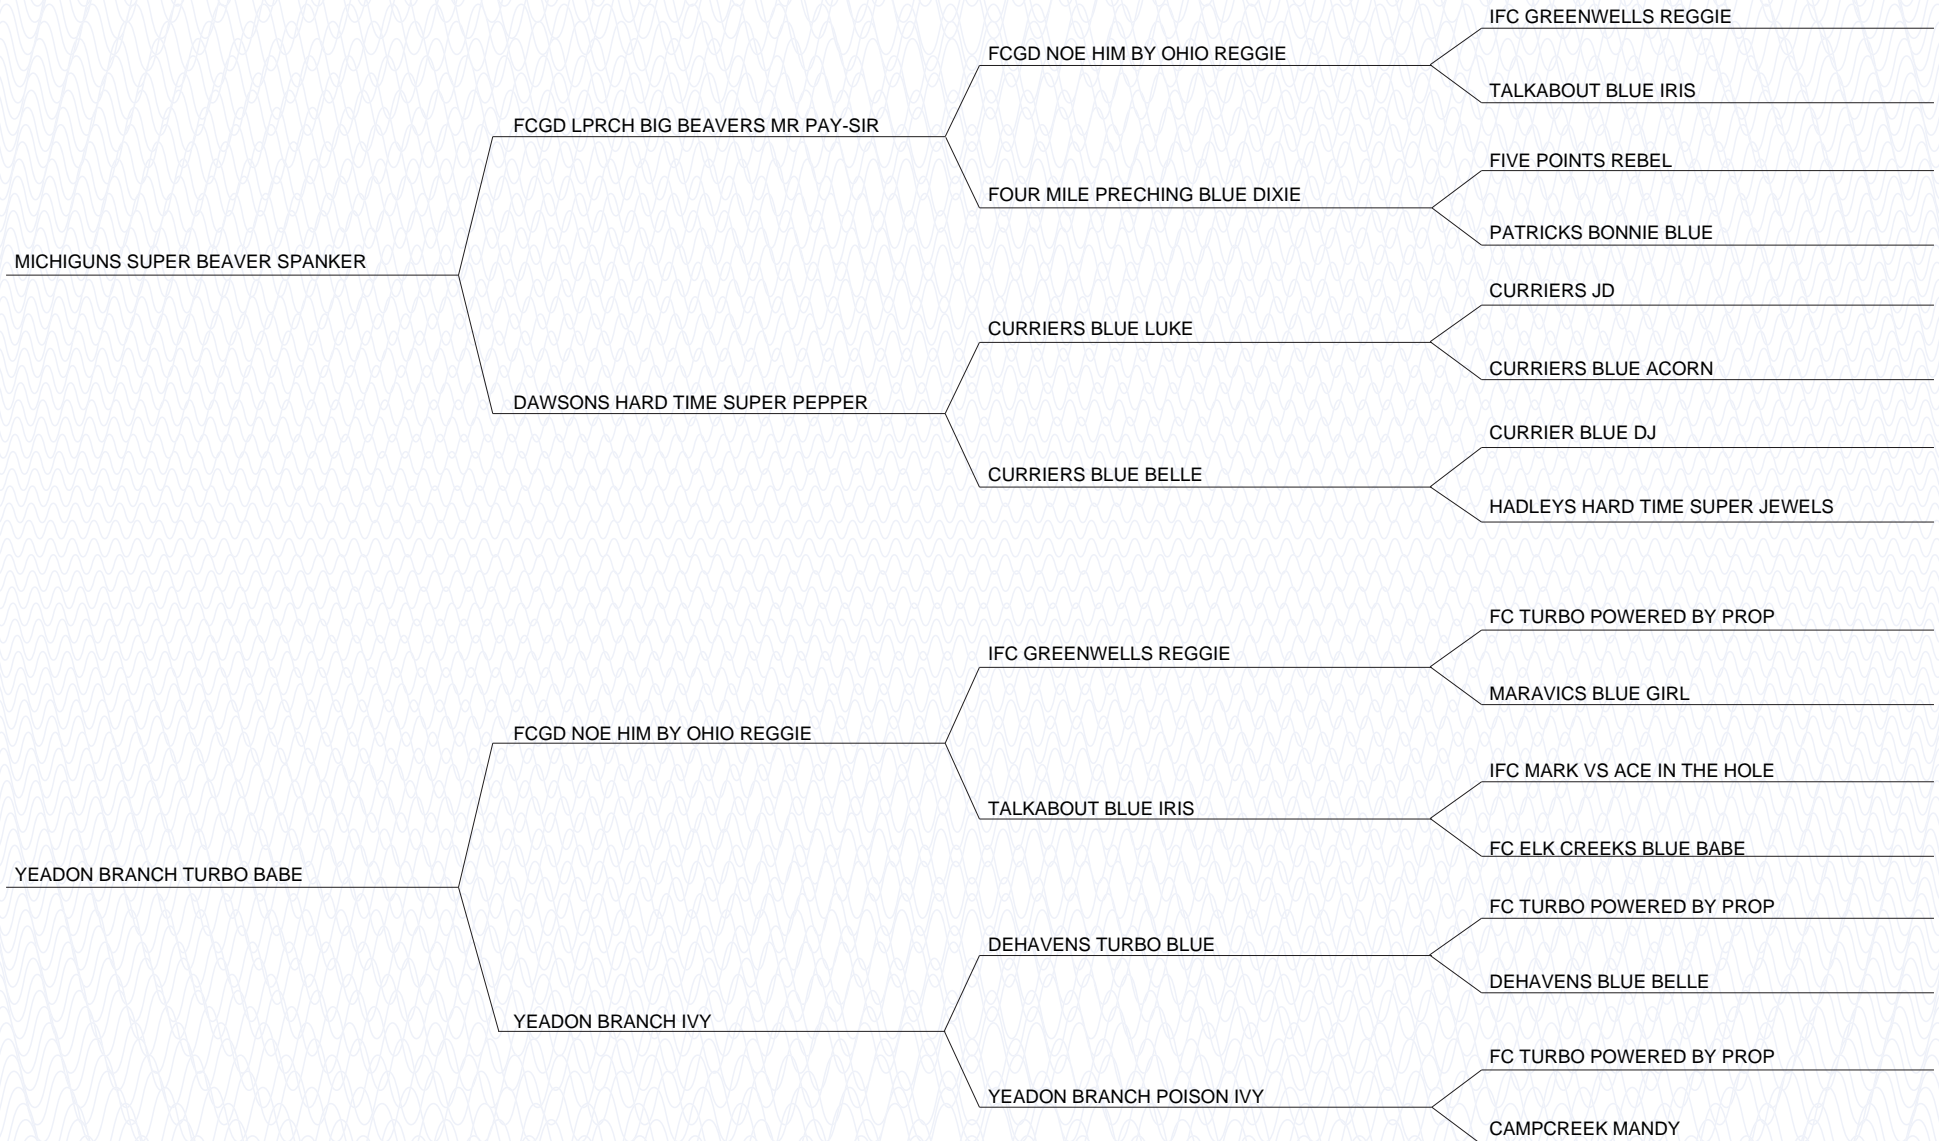 IFC GREENWELLS REGGIE
FCGD NOE HIM BY OHIO REGGIE
TALKABOUT BLUE IRIS
FCGD LPRCH BIG BEAVERS MR PAY-SIR
FIVE POINTS REBEL
FOUR MILE PRECHING BLUE DIXIE
PATRICKS BONNIE BLUE
MICHIGUNS SUPER BEAVER SPANKER
CURRIERS JD
CURRIERS BLUE LUKE
CURRIERS BLUE ACORN
DAWSONS HARD TIME SUPER PEPPER
CURRIER BLUE DJ
CURRIERS BLUE BELLE
HADLEYS HARD TIME SUPER JEWELS
FC TURBO POWERED BY PROP
IFC GREENWELLS REGGIE
MARAVICS BLUE GIRL
FCGD NOE HIM BY OHIO REGGIE
IFC MARK VS ACE IN THE HOLE
TALKABOUT BLUE IRIS
FC ELK CREEKS BLUE BABE
YEADON BRANCH TURBO BABE
FC TURBO POWERED BY PROP
DEHAVENS TURBO BLUE
DEHAVENS BLUE BELLE
YEADON BRANCH IVY
FC TURBO POWERED BY PROP
YEADON BRANCH POISON IVY
CAMPCREEK MANDY